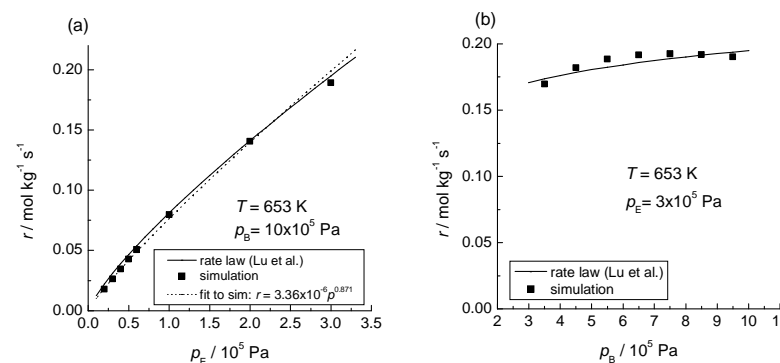 (a)
0.20
0.15
0.10
0.05
0.00
r / mol kg⁻¹ s⁻¹
T = 653 K
p_B = 10x10⁵ Pa
rate law (Lu et al.)
simulation
fit to sim: r = 3.36x10⁻⁶p^0.871
0.0 0.5 1.0 1.5 2.0 2.5 3.0 3.5
p_E / 10⁵ Pa
(b)
0.20
0.15
0.10
0.05
0.00
r / mol kg⁻¹ s⁻¹
T = 653 K
p_E = 3x10⁵ Pa
rate law (Lu et al.)
simulation
2 3 4 5 6 7 8 9 10
p_B / 10⁵ Pa